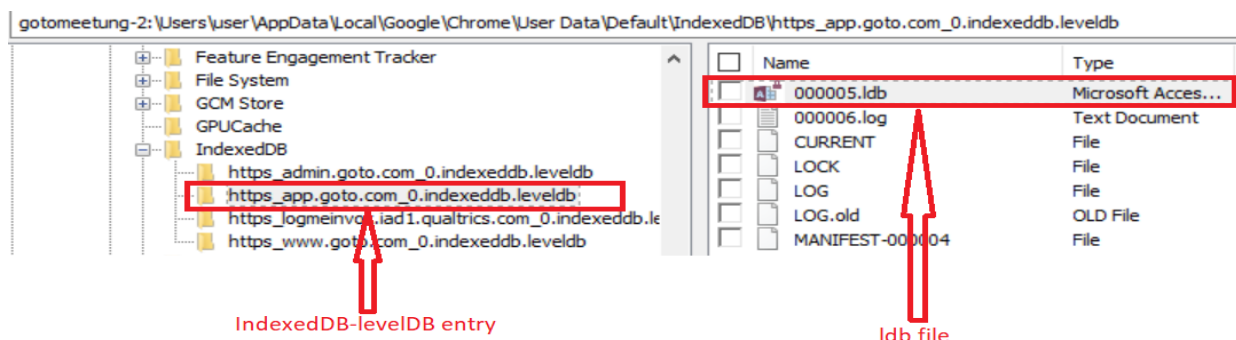 gotomeetung-2:\Users\user\AppData\Local\Google\Chrome\User Data\Default\IndexedDB\https_app.goto.com_0.indexeddb.leveldb
Feature Engagement Tracker
File System
GCM Store
GPUCache
IndexedDB
https_admin.goto.com_0.indexeddb.leveldb
https_app.goto.com_0.indexeddb.leveldb
https_logmeinvoc.iad1.qualtrics.com_0.indexeddb.le
https_www.goto.com_0.indexeddb.leveldb
Name Type
000005.ldb Microsoft Acces...
000006.log Text Document
CURRENT File
LOCK File
LOG File
LOG.old OLD File
MANIFEST-000004 File
IndexedDB-levelDB entry
ldb file